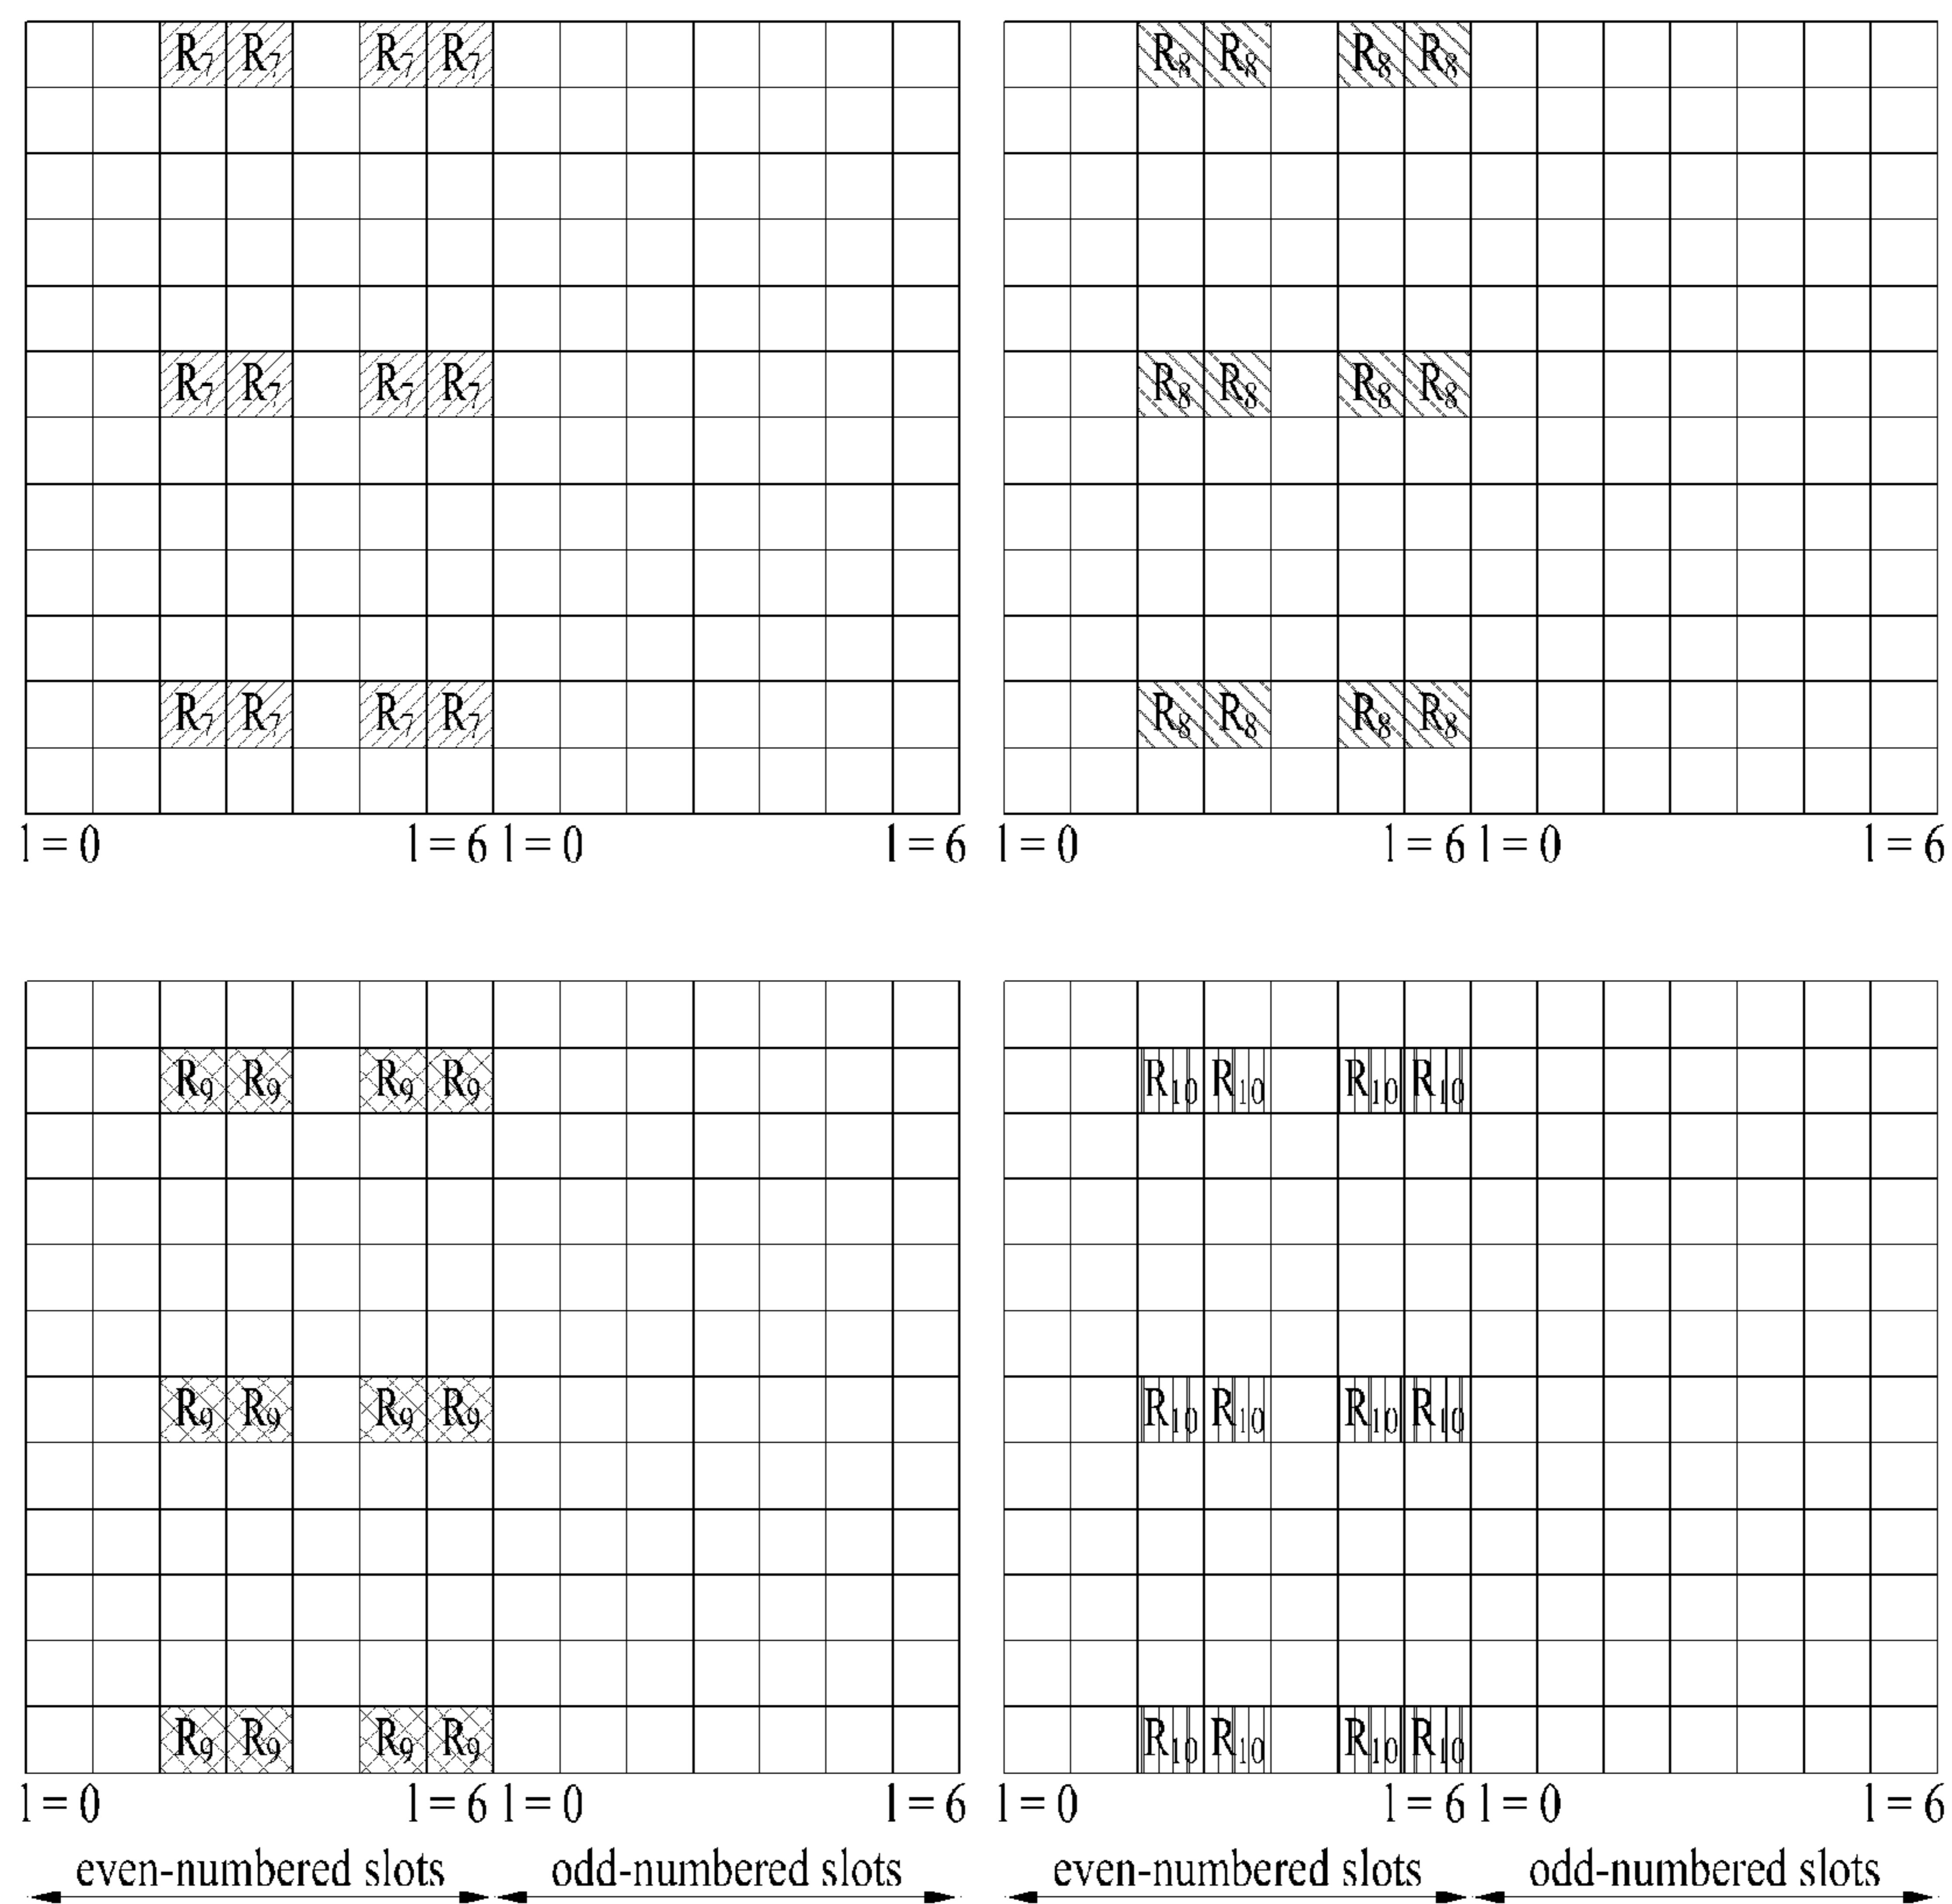 R7 R7 R7 R7 R8 R8 R8 R8
R7 R7 R7 R7 R8 R8 R8 R8
R7 R7 R7 R7 R8 R8 R8 R8
l = 0 l = 6 l = 0 l = 6 l = 0 l = 6 l = 0 l = 6
R9 R9 R9 R9 R10 R10 R10 R10
R9 R9 R9 R9 R10 R10 R10 R10
R9 R9 R9 R9 R10 R10 R10 R10
l = 0 l = 6 l = 0 l = 6 l = 0 l = 6 l = 0 l = 6
even-numbered slots odd-numbered slots even-numbered slots odd-numbered slots